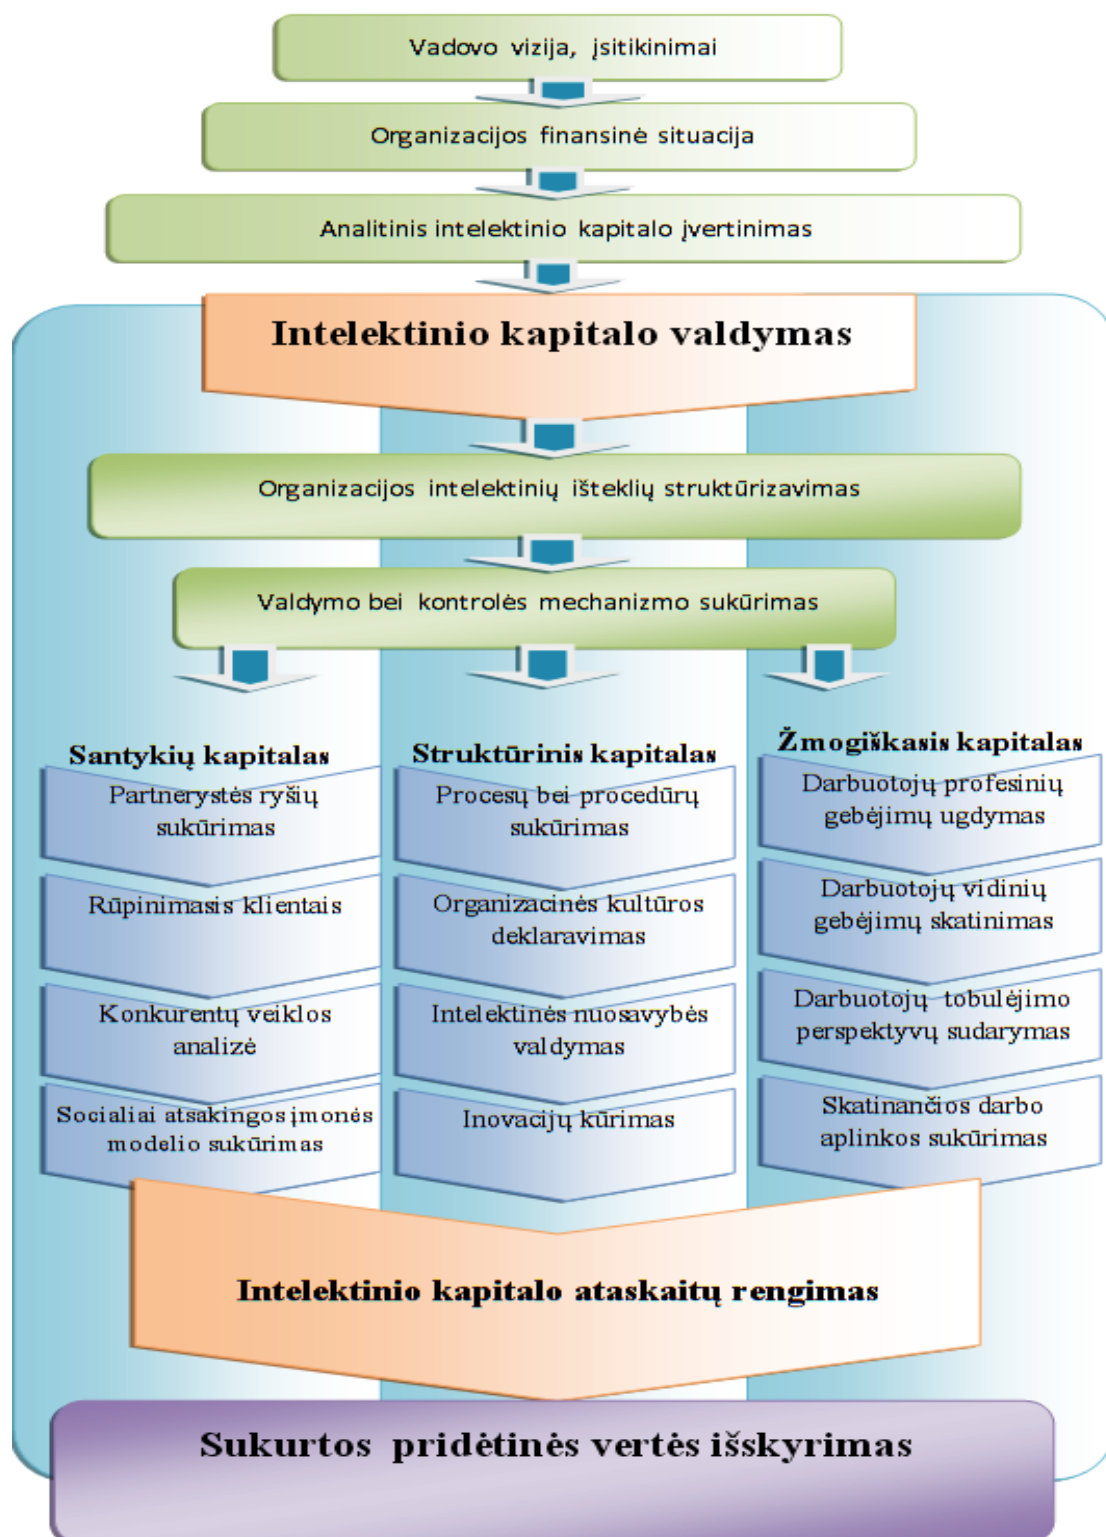 Vadovo vizija, įsitikinimai
Organizacijos finansinė situacija
Analitinis intelektinio kapitalo įvertinimas
Intelektinio kapitalo valdymas
Organizacijos intelektinių išteklių struktūrizavimas
Valdymo bei kontrolės mechanizmo sukūrimas
Santykių kapitalas
Partnerystės ryšių
sukūrimas
Rūpinimasis klientais
Konkurentų veiklos
analizė
Socialiai atsakingos įmonės
modelio sukūrimas
Struktūrinis kapitalas
Procesų bei procedūrų
sukūrimas
Organizacinės kultūros
deklaravimas
Intelektinės nuosavybės
valdymas
Inovacijų kūrimas
Žmogiškasis kapitalas
Darbuotojų profesinių
gebėjimų ugdymas
Darbuotojų vidinių
gebėjimų skatinimas
Darbuotojų tobulėjimo
perspektyvų sudarymas
Skatinančios darbo
aplinkos sukūrimas
Intelektinio kapitalo ataskaitų rengimas
Sukurtos pridėtinės vertės išskyrimas